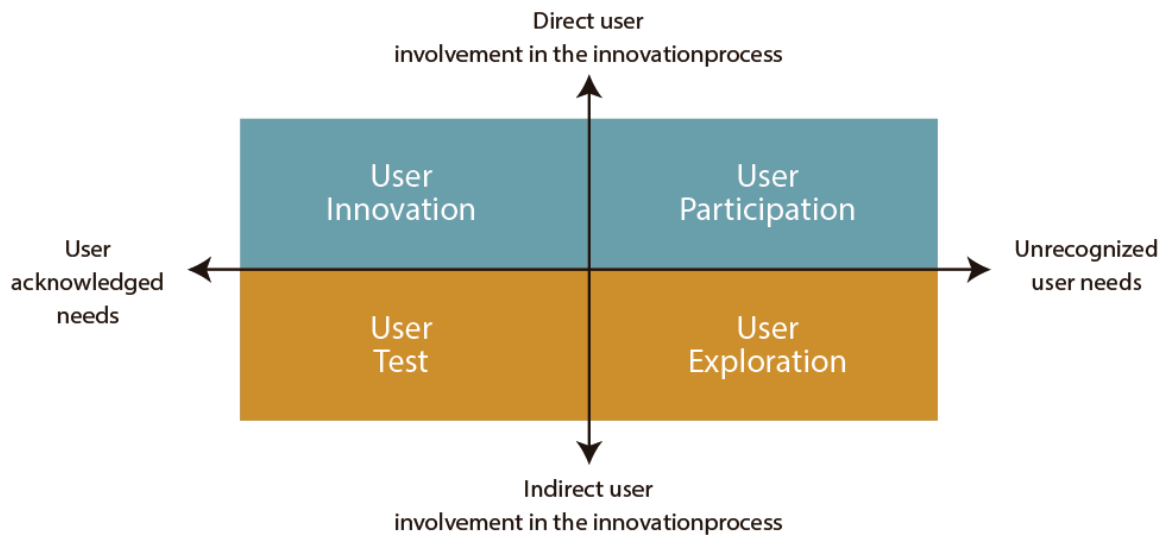 Direct user
involvement in the innovationprocess
User
Innovation
User
Participation
User
acknowledged
needs
Unrecognized
user needs
User
Test
User
Exploration
Indirect user
involvement in the innovationprocess